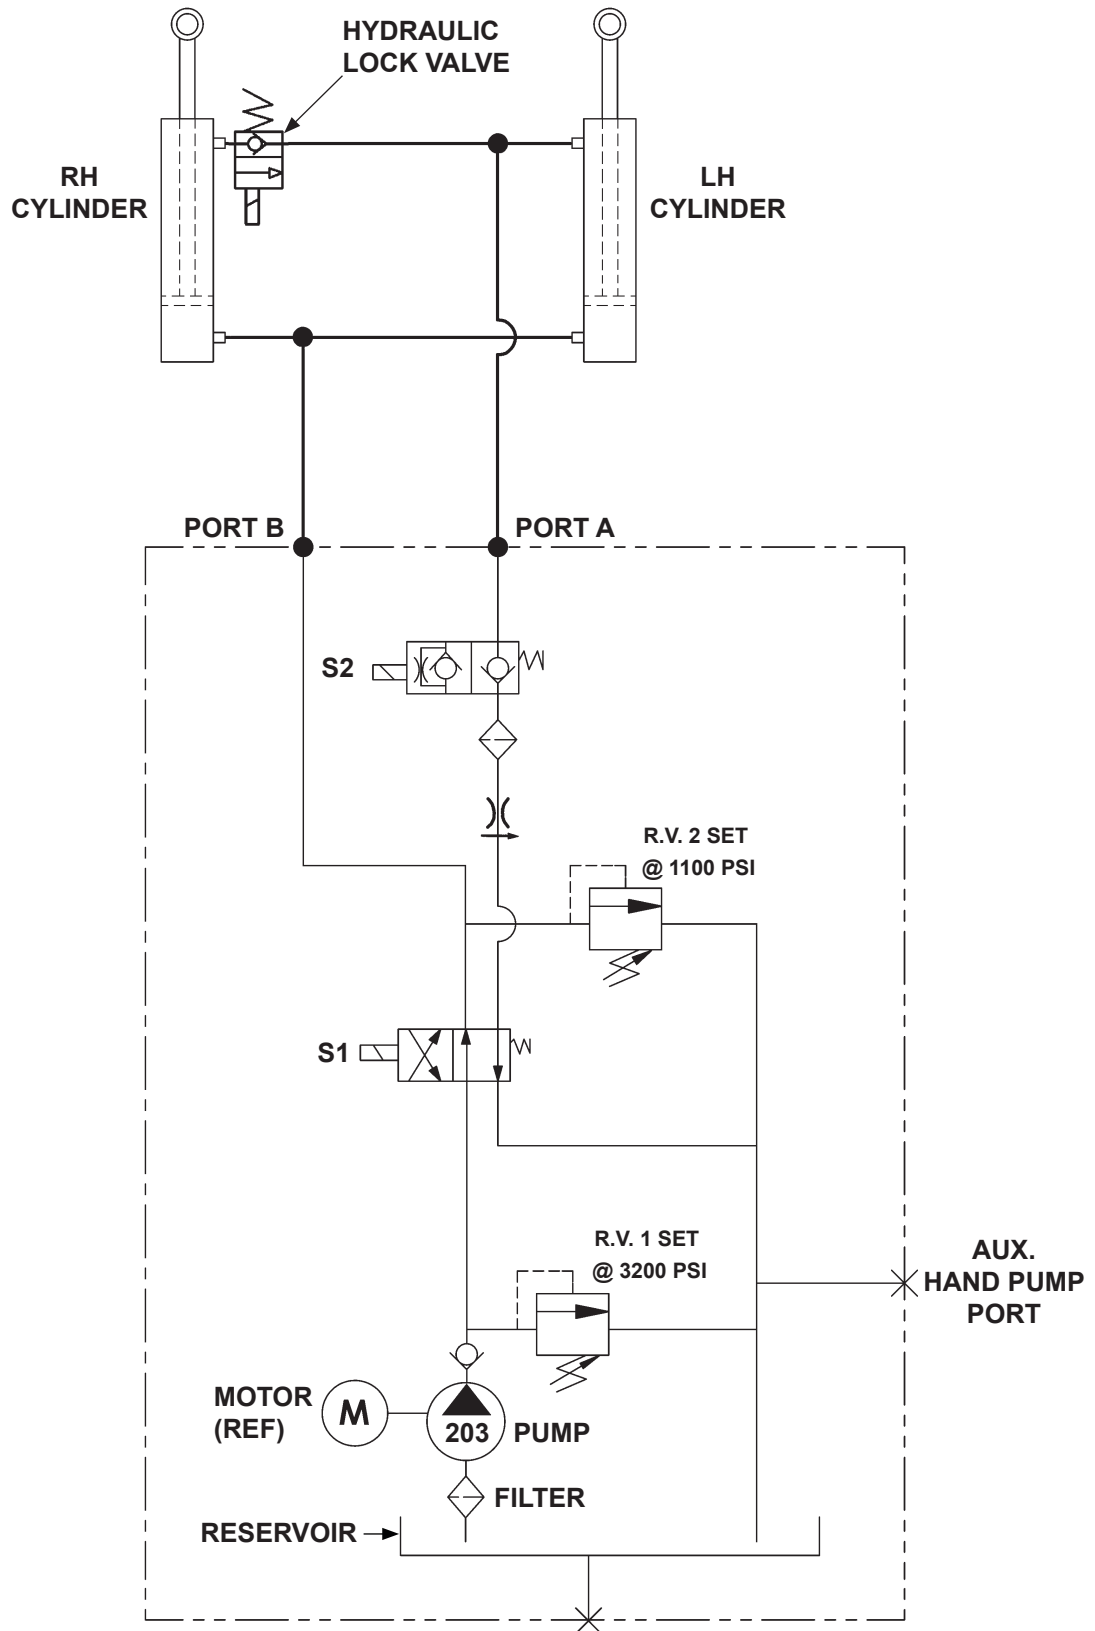 HYDRAULIC
LOCK VALVE
RH
CYLINDER
LH
CYLINDER
PORT B
PORT A
S2
R.V. 2 SET
@ 1100 PSI
S1
R.V. 1 SET
@ 3200 PSI
AUX.
HAND PUMP
PORT
MOTOR
(REF)
M
203
PUMP
FILTER
RESERVOIR